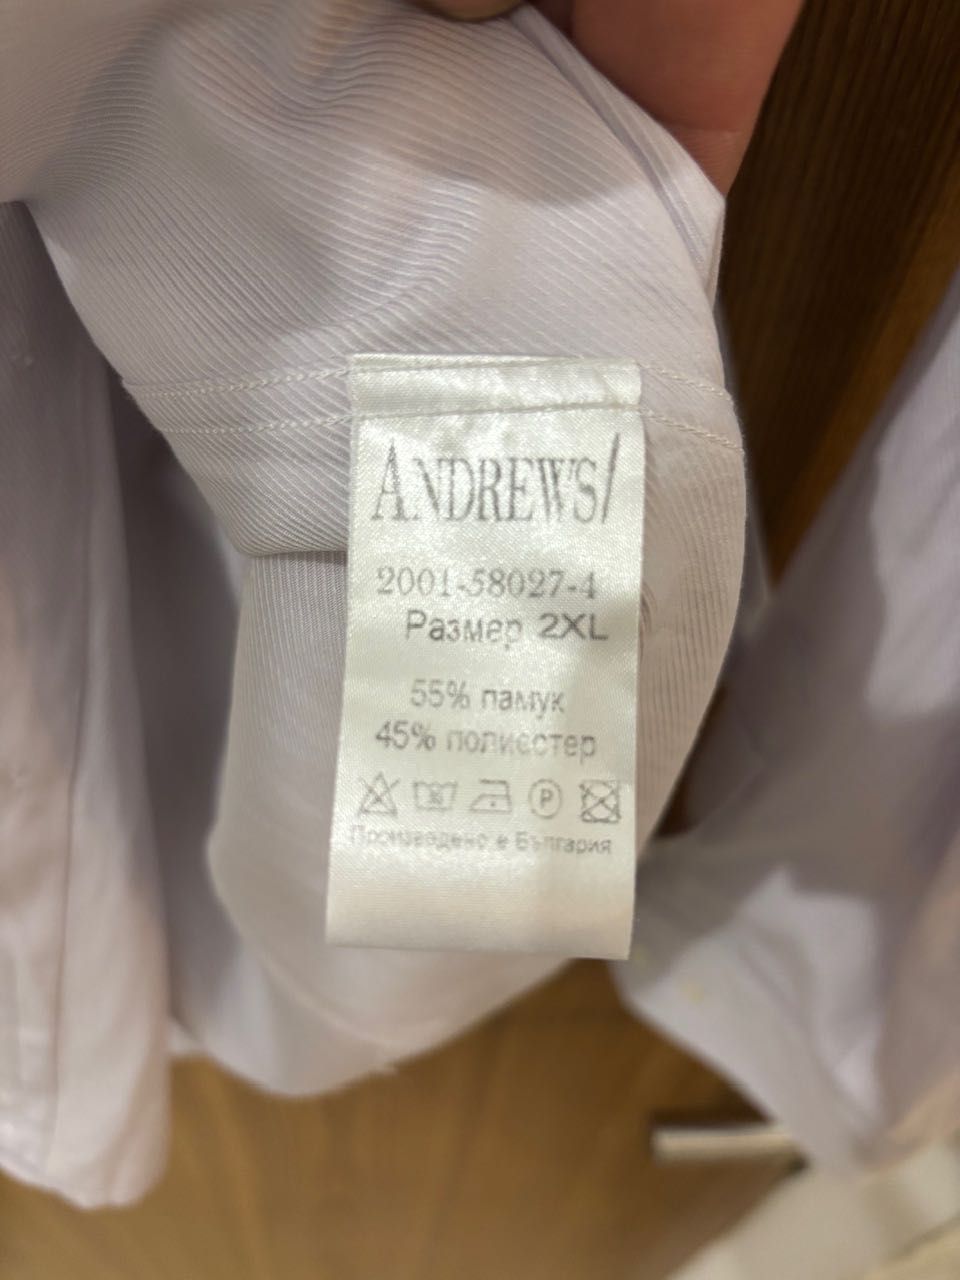 ANDREWS/
2001-58027-4
Размер 2XL
55% памук
45% полиестер
P
Произведено в България